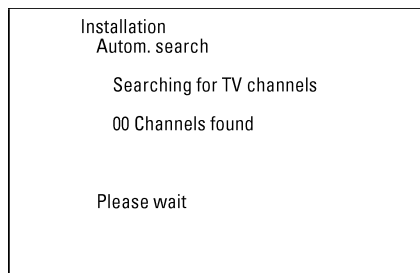 Installation
Autom. search
Searching for TV channels
00 Channels found
Please wait